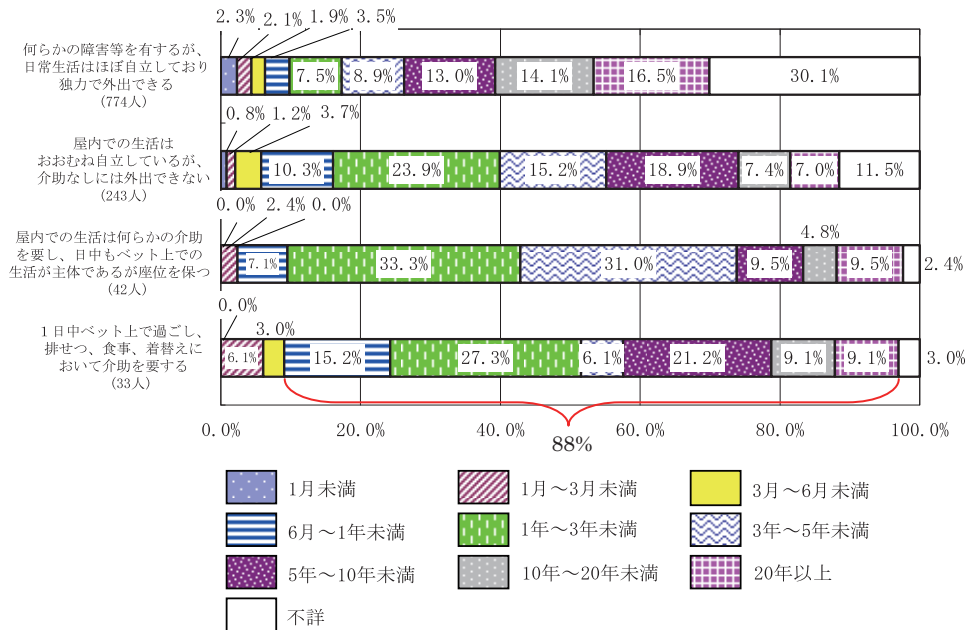 2.3% 2.1% 1.9% 3.5%
何らかの障害等を有するが、
日常生活はほぼ自立しており
独力で外出できる
(774人)
7.5% 8.9% 13.0% 14.1% 16.5% 30.1%
0.8% 1.2% 3.7%
屋内での生活は
おおむね自立しているが、
介助なしには外出できない
(243人)
10.3% 23.9% 15.2% 18.9% 7.4% 7.0% 11.5%
0.0% 2.4% 0.0%
4.8%
屋内での生活は何らかの介助
を要し、日中もベット上での
生活が主体であるが座位を保つ
(42人)
7.1% 33.3% 31.0% 9.5% 9.5% 2.4%
0.0%
3.0%
1日中ベット上で過ごし、
排せつ、食事、着替えに
おいて介助を要する
(33人)
6.1% 15.2% 27.3% 6.1% 21.2% 9.1% 9.1% 3.0%
0.0% 20.0% 40.0% 60.0% 80.0% 100.0%
88%
1月未満 1月～3月未満 3月～6月未満
6月～1年未満 1年～3年未満 3年～5年未満
5年～10年未満 10年～20年未満 20年以上
不詳